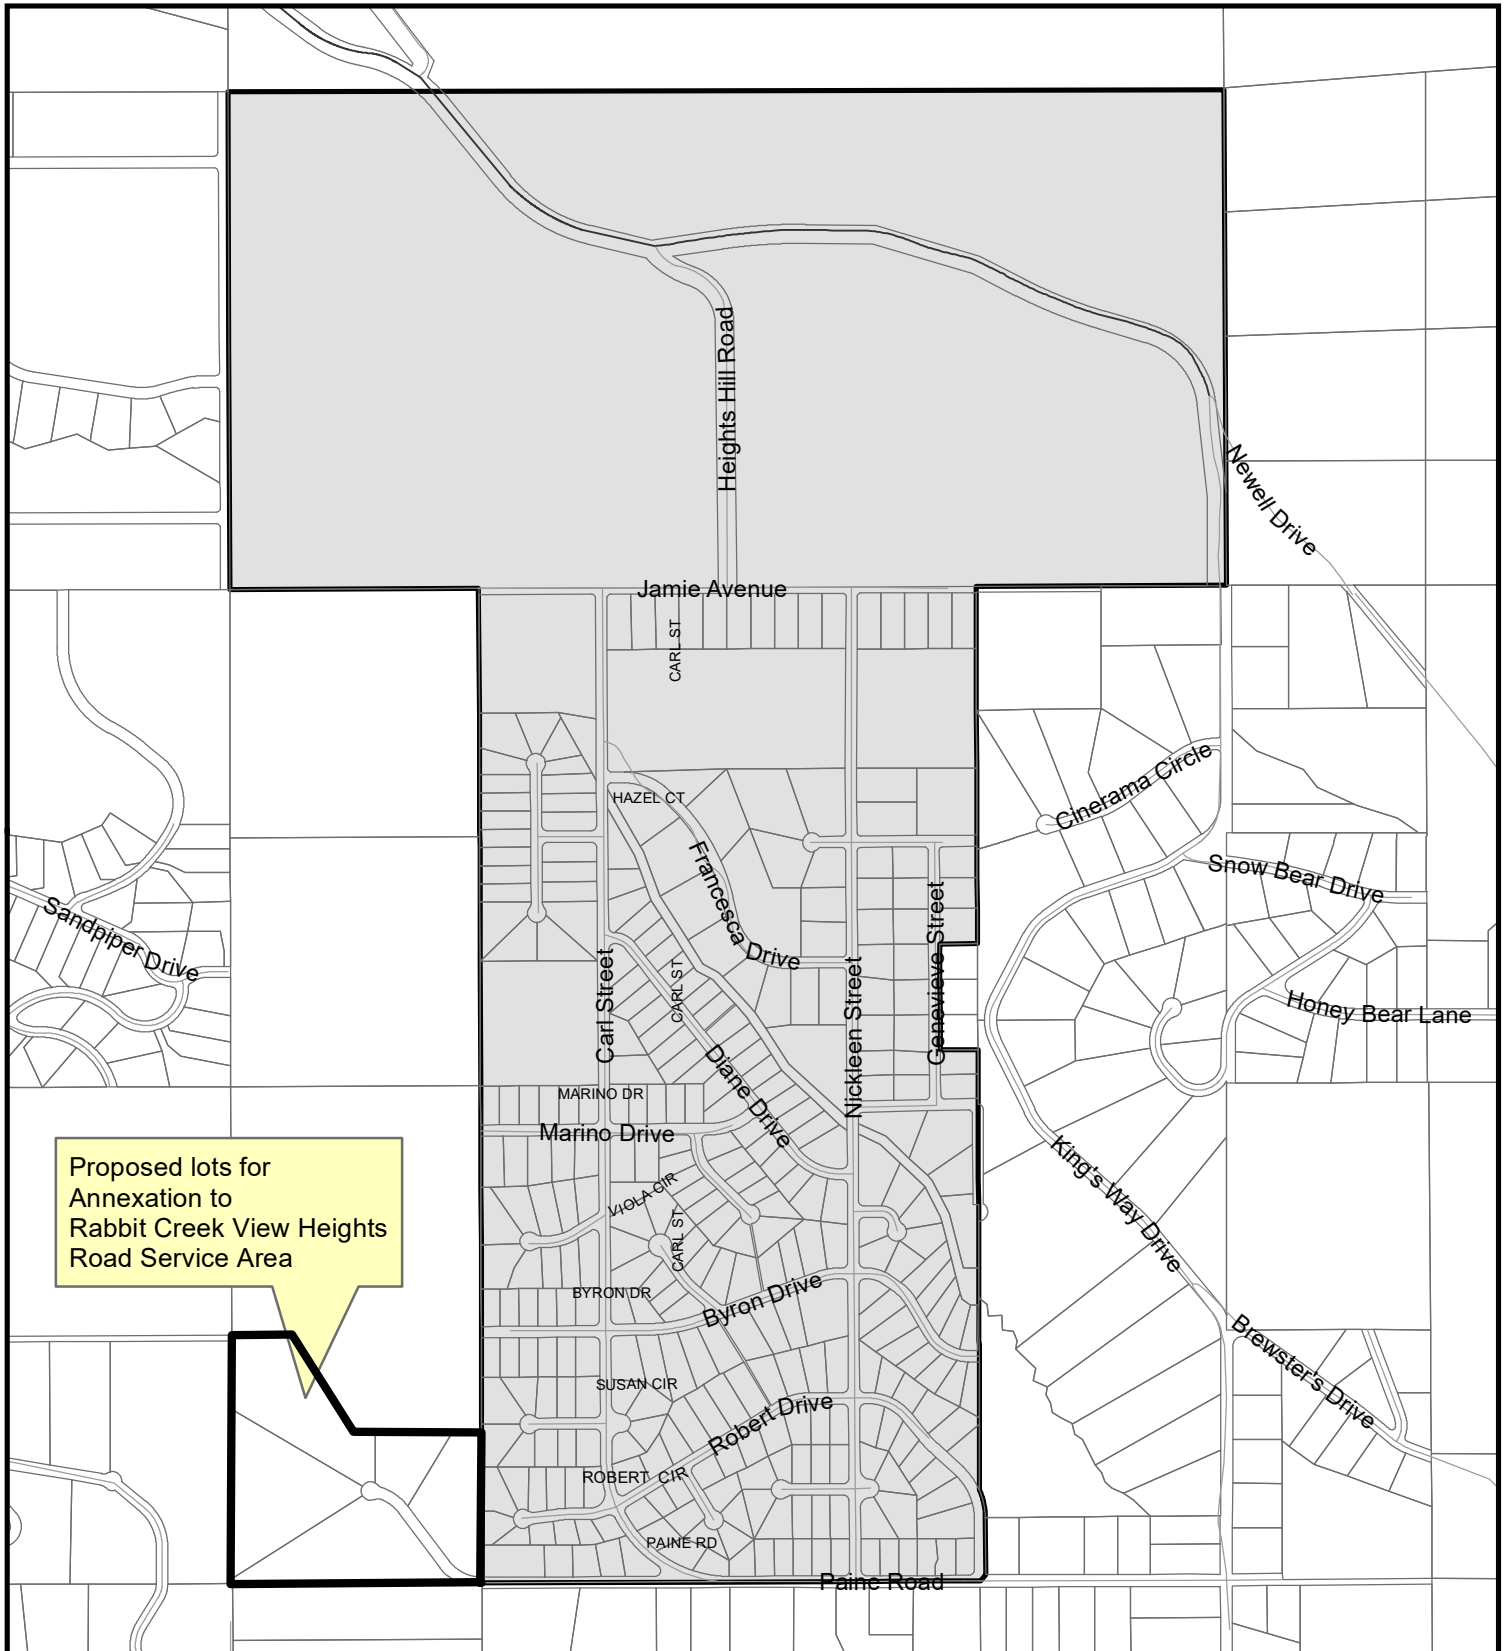 Heights Hill Road
Newell Drive
Jamie Avenue
CARL ST
Cinerama Circle
HAZEL CT
Francesca Drive
Snow Bear Drive
Sandpiper Drive
Genevieve Street
Carl Street
CARL ST
Nickleen Street
Honey Bear Lane
Diane Drive
MARINO DR
Marino Drive
King's Way Drive
Proposed lots for
Annexation to
Rabbit Creek View Heights
Road Service Area
VIOLA CIR
CARL ST
BYRON DR
Byron Drive
Brewster's Drive
SUSAN CIR
Robert Drive
ROBERT CIR
PAINE RD
Paine Road